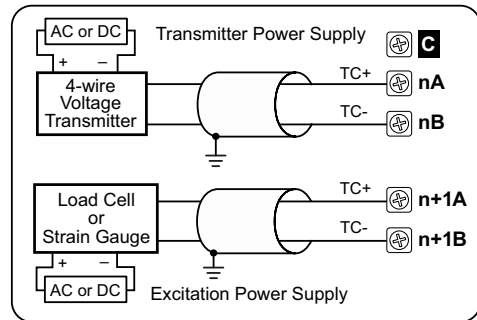 AC or DC
Transmitter Power Supply
C
+ –
4-wire
Voltage
Transmitter
TC+
nA
TC-
nB
Load Cell
or
Strain Gauge
TC+
n+1A
TC-
n+1B
+ –
AC or DC
Excitation Power Supply